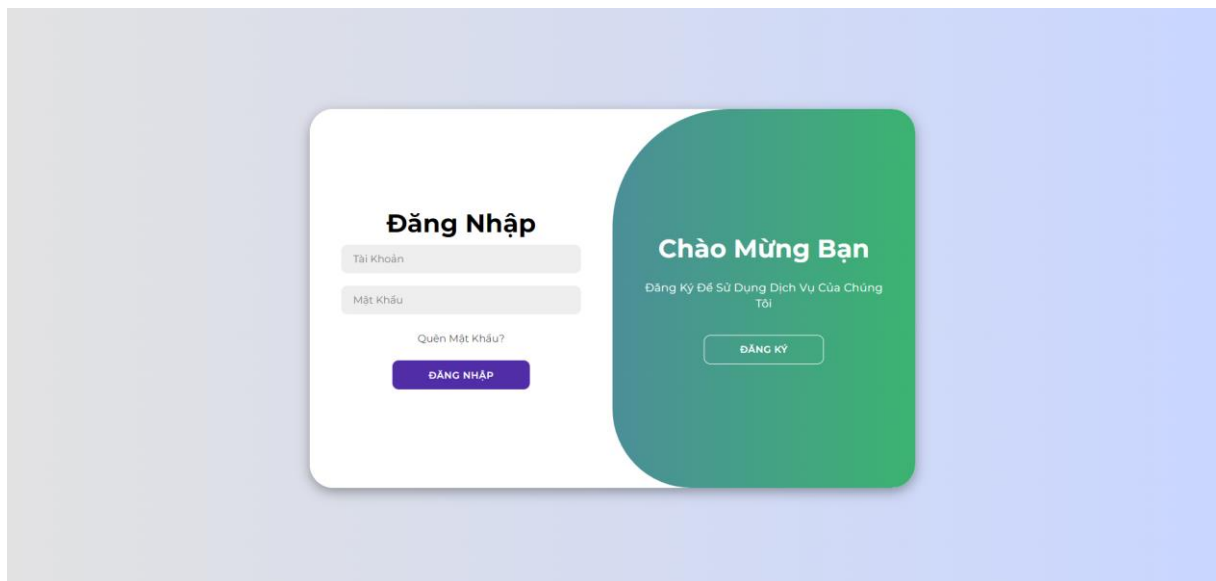 Đăng Nhập
Tài Khoản
Mật Khẩu
Quên Mật Khẩu?
ĐĂNG NHẬP
Chào Mừng Bạn
Đăng Ký Để Sử Dụng Dịch Vụ Của Chúng
Tôi
ĐĂNG KÝ